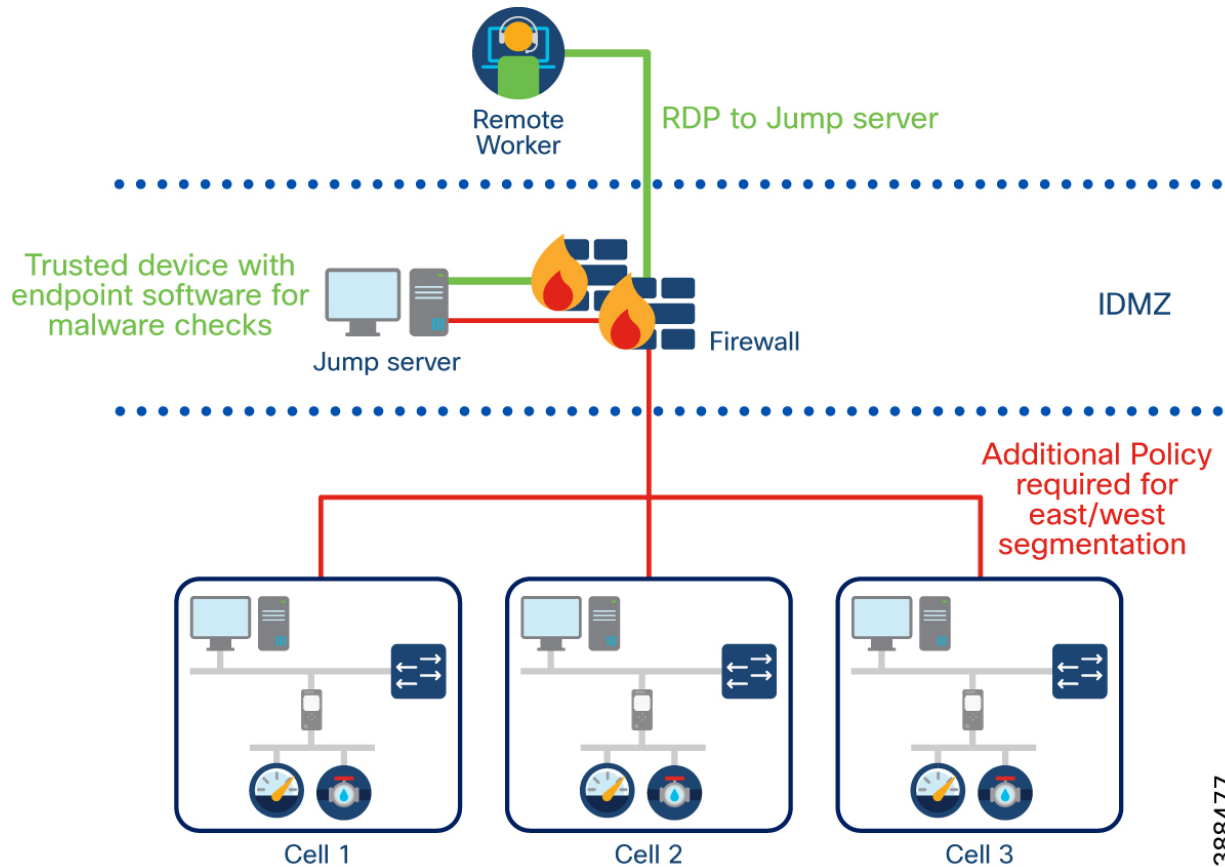 Remote
Worker
RDP to Jump server
Trusted device with
endpoint software for
malware checks
IDMZ
Firewall
Jump server
Additional Policy
required for
east/west
segmentation
Cell 1
Cell 2
Cell 3
388477